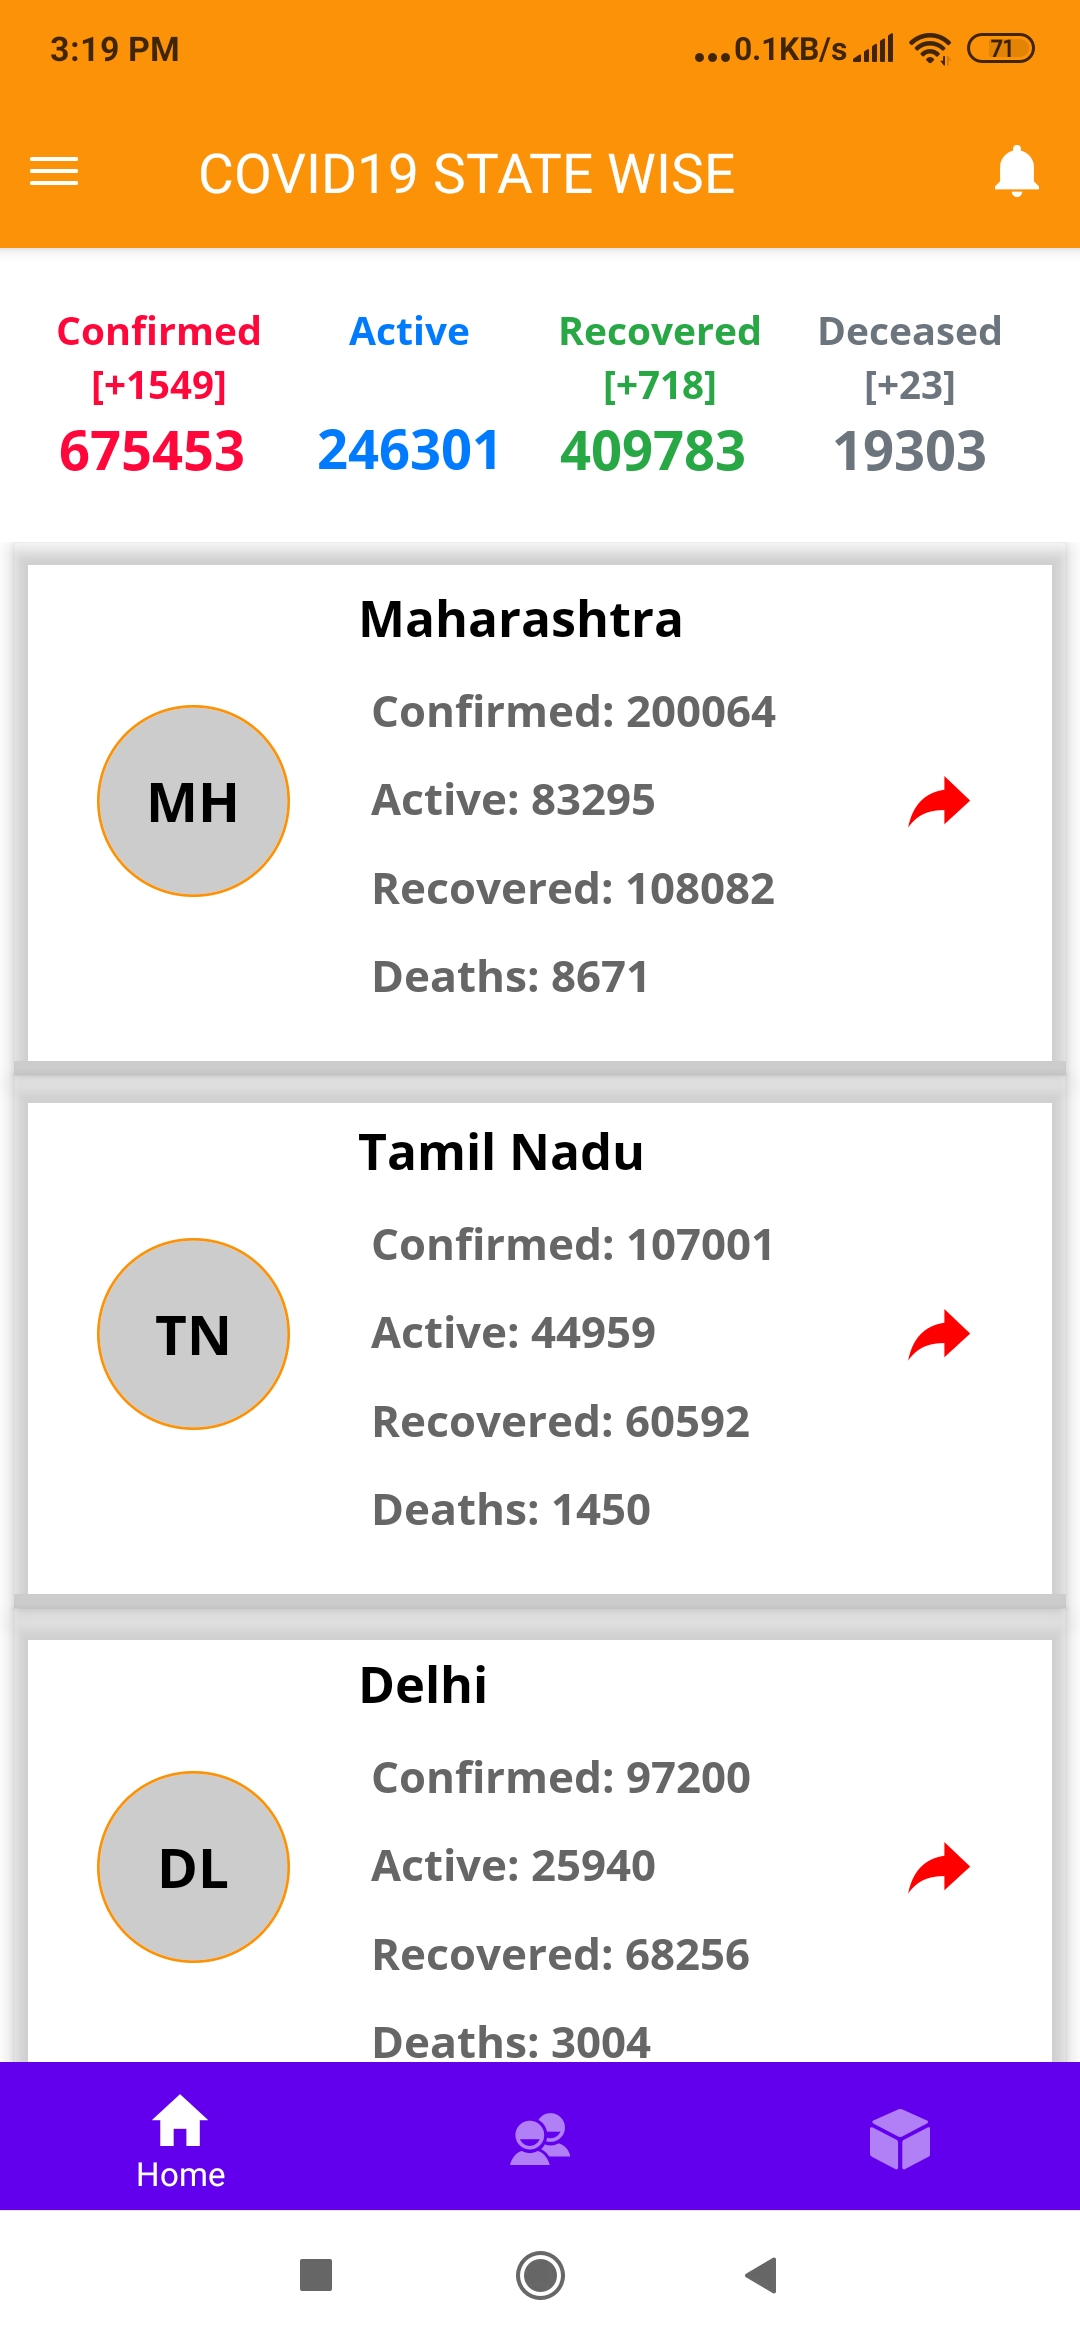 3:19 PM
...0.1KB/s
71
COVID19 STATE WISE
Confirmed Active Recovered Deceased
[+1549] [+718] [+23]
675453 246301 409783 19303
Maharashtra
Confirmed: 200064
MH
Active: 83295
Recovered: 108082
Deaths: 8671
Tamil Nadu
Confirmed: 107001
TN
Active: 44959
Recovered: 60592
Deaths: 1450
Delhi
Confirmed: 97200
DL
Active: 25940
Recovered: 68256
Deaths: 3004
Home